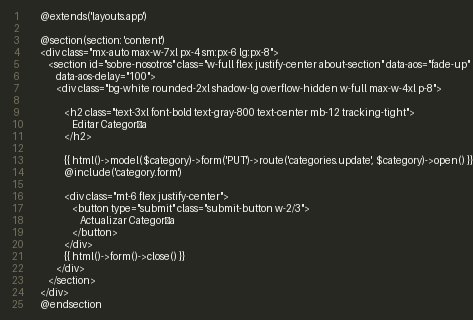 1 @extends('layouts.app')
2
3 @section(section: 'content')
4 <div class="mx-auto max-w-7xl px-4 sm:px-6 lg:px-8">
5 <section id="sobre-nosotros" class="w-full flex justify-center about-section" data-aos="fade-up"
6 data-aos-delay="100">
7 <div class="bg-white rounded-2xl shadow-lg overflow-hidden w-full max-w-4xl p-8">
8
9 <h2 class="text-3xl font-bold text-gray-800 text-center mb-12 tracking-tight">
10 Editar Categor�a
11 </h2>
12
13 {{ html()->model($category)->form('PUT')->route('categories.update', $category)->open() }}
14 @include('category.form')
15
16 <div class="mt-6 flex justify-center">
17 <button type="submit" class="submit-button w-2/3">
18 Actualizar Categor�a
19 </button>
20 </div>
21 {{ html()->form()->close() }}
22 </div>
23 </section>
24 </div>
25 @endsection